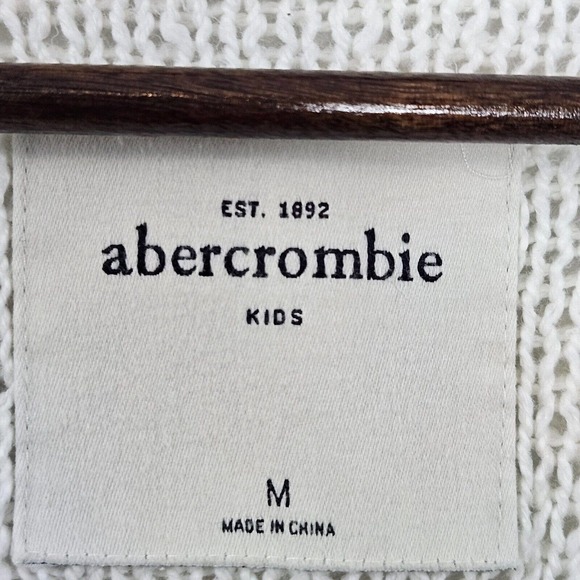 EST. 1892
abercrombie
KIDS
M
MADE IN CHINA